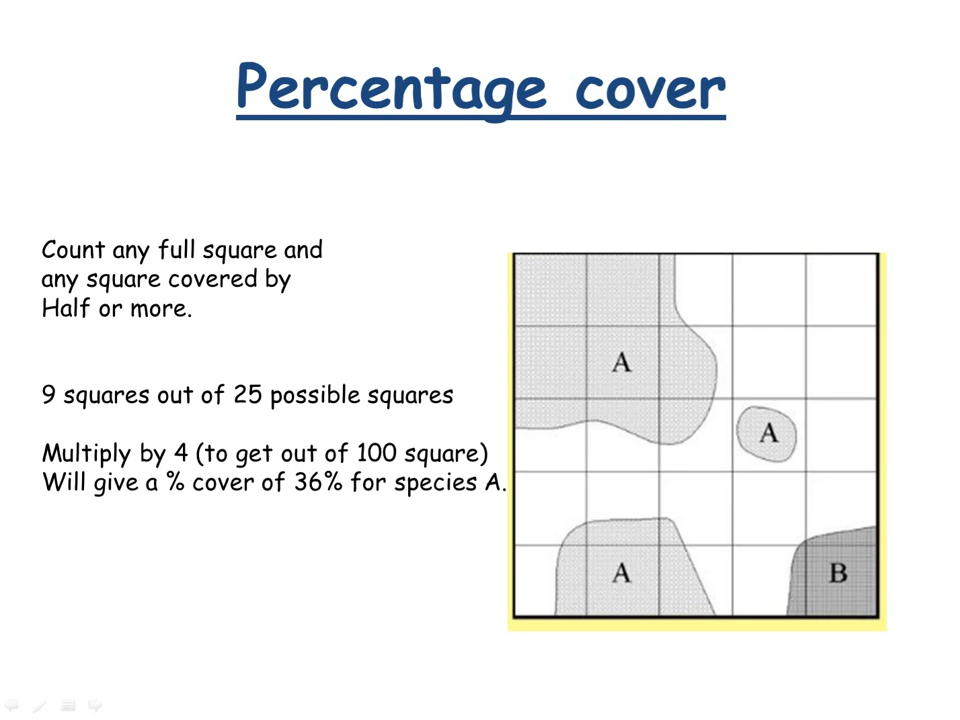 Percentage cover
Count any full square and
any square covered by
Half or more.
9 squares out of 25 possible squares
Multiply by 4 (to get out of 100 square)
Will give a % cover of 36% for species A.
A
A
A
B